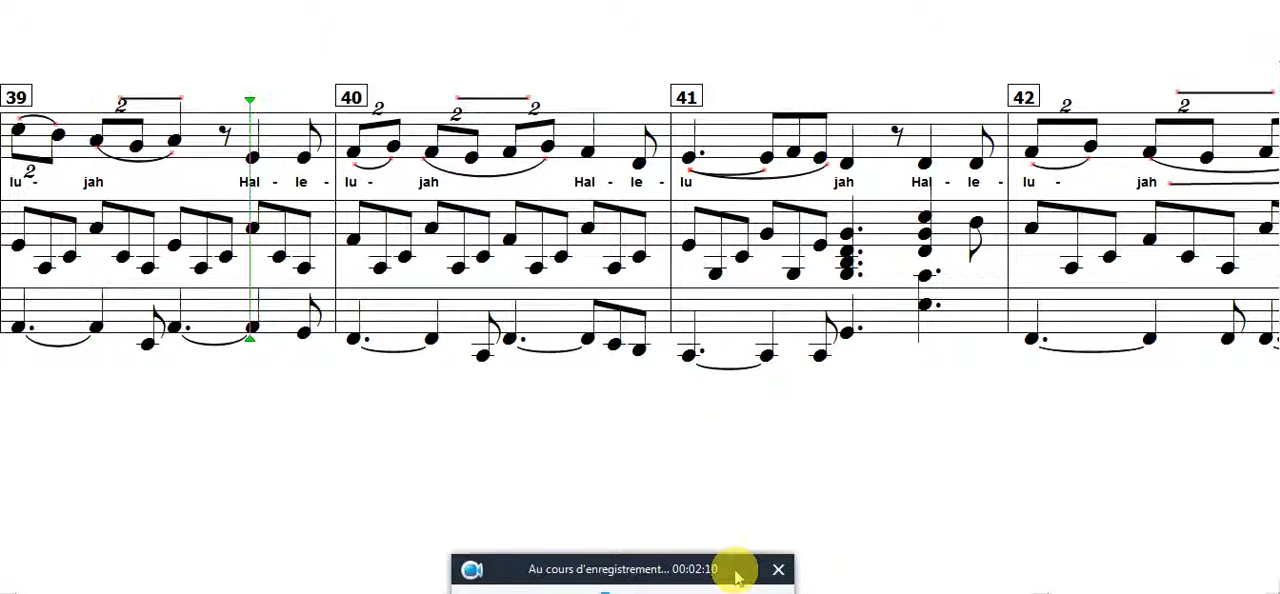 39 40 41 42
2 2 2 2 2 2
2
lu - jah Hal - le - lu - jah Hal - le - lu jah Hal - le - lu - jah
Au cours d'enregistrement... 00:02:10